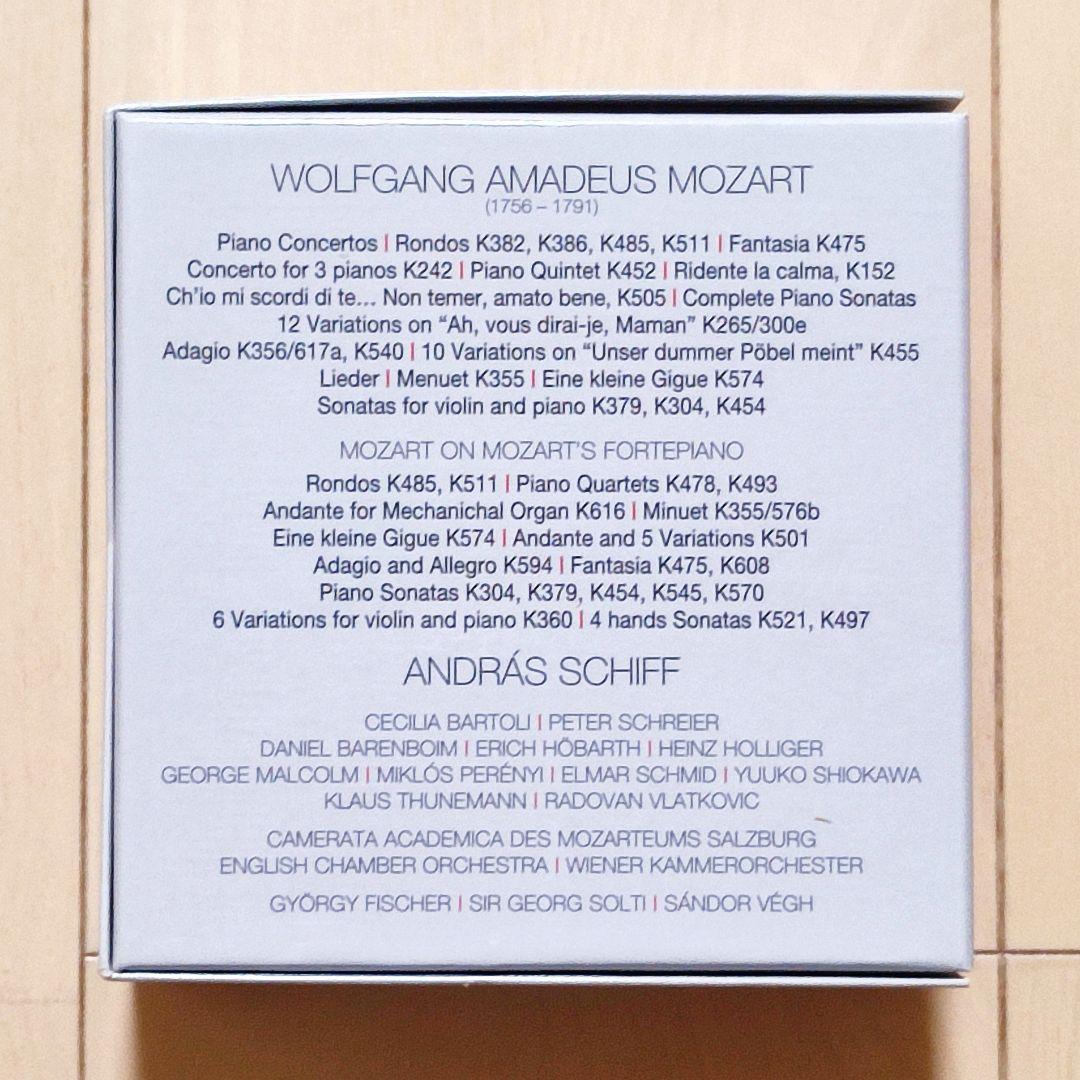 WOLFGANG AMADEUS MOZART
(1756 – 1791)
Piano Concertos | Rondos K382, K386, K485, K511 | Fantasia K475
Concerto for 3 pianos K242 | Piano Quintet K452 | Ridente la calma, K152
Ch'io mi scordi di te... Non temer, amato bene, K505 | Complete Piano Sonatas
12 Variations on “Ah, vous dirai-je, Maman” K265/300e
Adagio K356/617a, K540 | 10 Variations on “Unser dummer Pöbel meint” K455
Lieder | Menuet K355 | Eine kleine Gigue K574
Sonatas for violin and piano K379, K304, K454
MOZART ON MOZART'S FORTEPIANO
Rondos K485, K511 | Piano Quartets K478, K493
Andante for Mechanichal Organ K616 | Minuet K355/576b
Eine kleine Gigue K574 | Andante and 5 Variations K501
Adagio and Allegro K594 | Fantasia K475, K608
Piano Sonatas K304, K379, K454, K545, K570
6 Variations for violin and piano K360 | 4 hands Sonatas K521, K497
ANDRÁS SCHIFF
CECILIA BARTOLI | PETER SCHREIER
DANIEL BARENBOIM | ERICH HÖBARTH | HEINZ HOLLIGER
GEORGE MALCOLM | MIKLÓS PERÉNYI | ELMAR SCHMID | YUUKO SHIOKAWA
KLAUS THUNEMANN | RADOVAN VLATKOVIC
CAMERATA ACADEMICA DES MOZARTEUMS SALZBURG
ENGLISH CHAMBER ORCHESTRA | WIENER KAMMERORCHESTER
GYÖRGY FISCHER | SIR GEORG SOLTI | SÁNDOR VÉGH